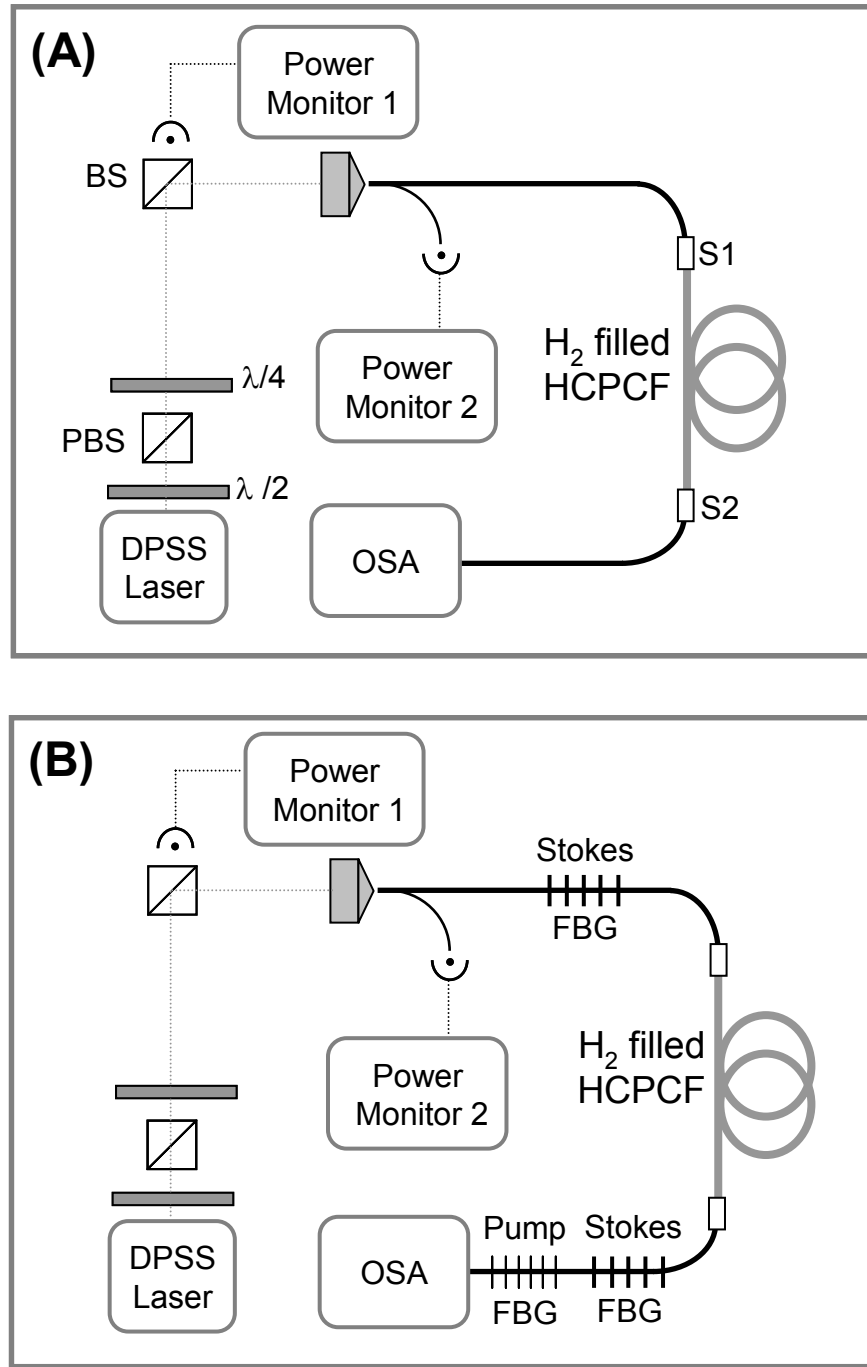 (A)
Power
Monitor 1
BS
S1
H₂ filled
HCPCF
λ/4
Power
Monitor 2
PBS
λ /2
S2
DPSS
Laser
OSA
(B)
Power
Monitor 1
Stokes
FBG
H₂ filled
HCPCF
Power
Monitor 2
Pump
Stokes
DPSS
Laser
OSA
FBG
FBG